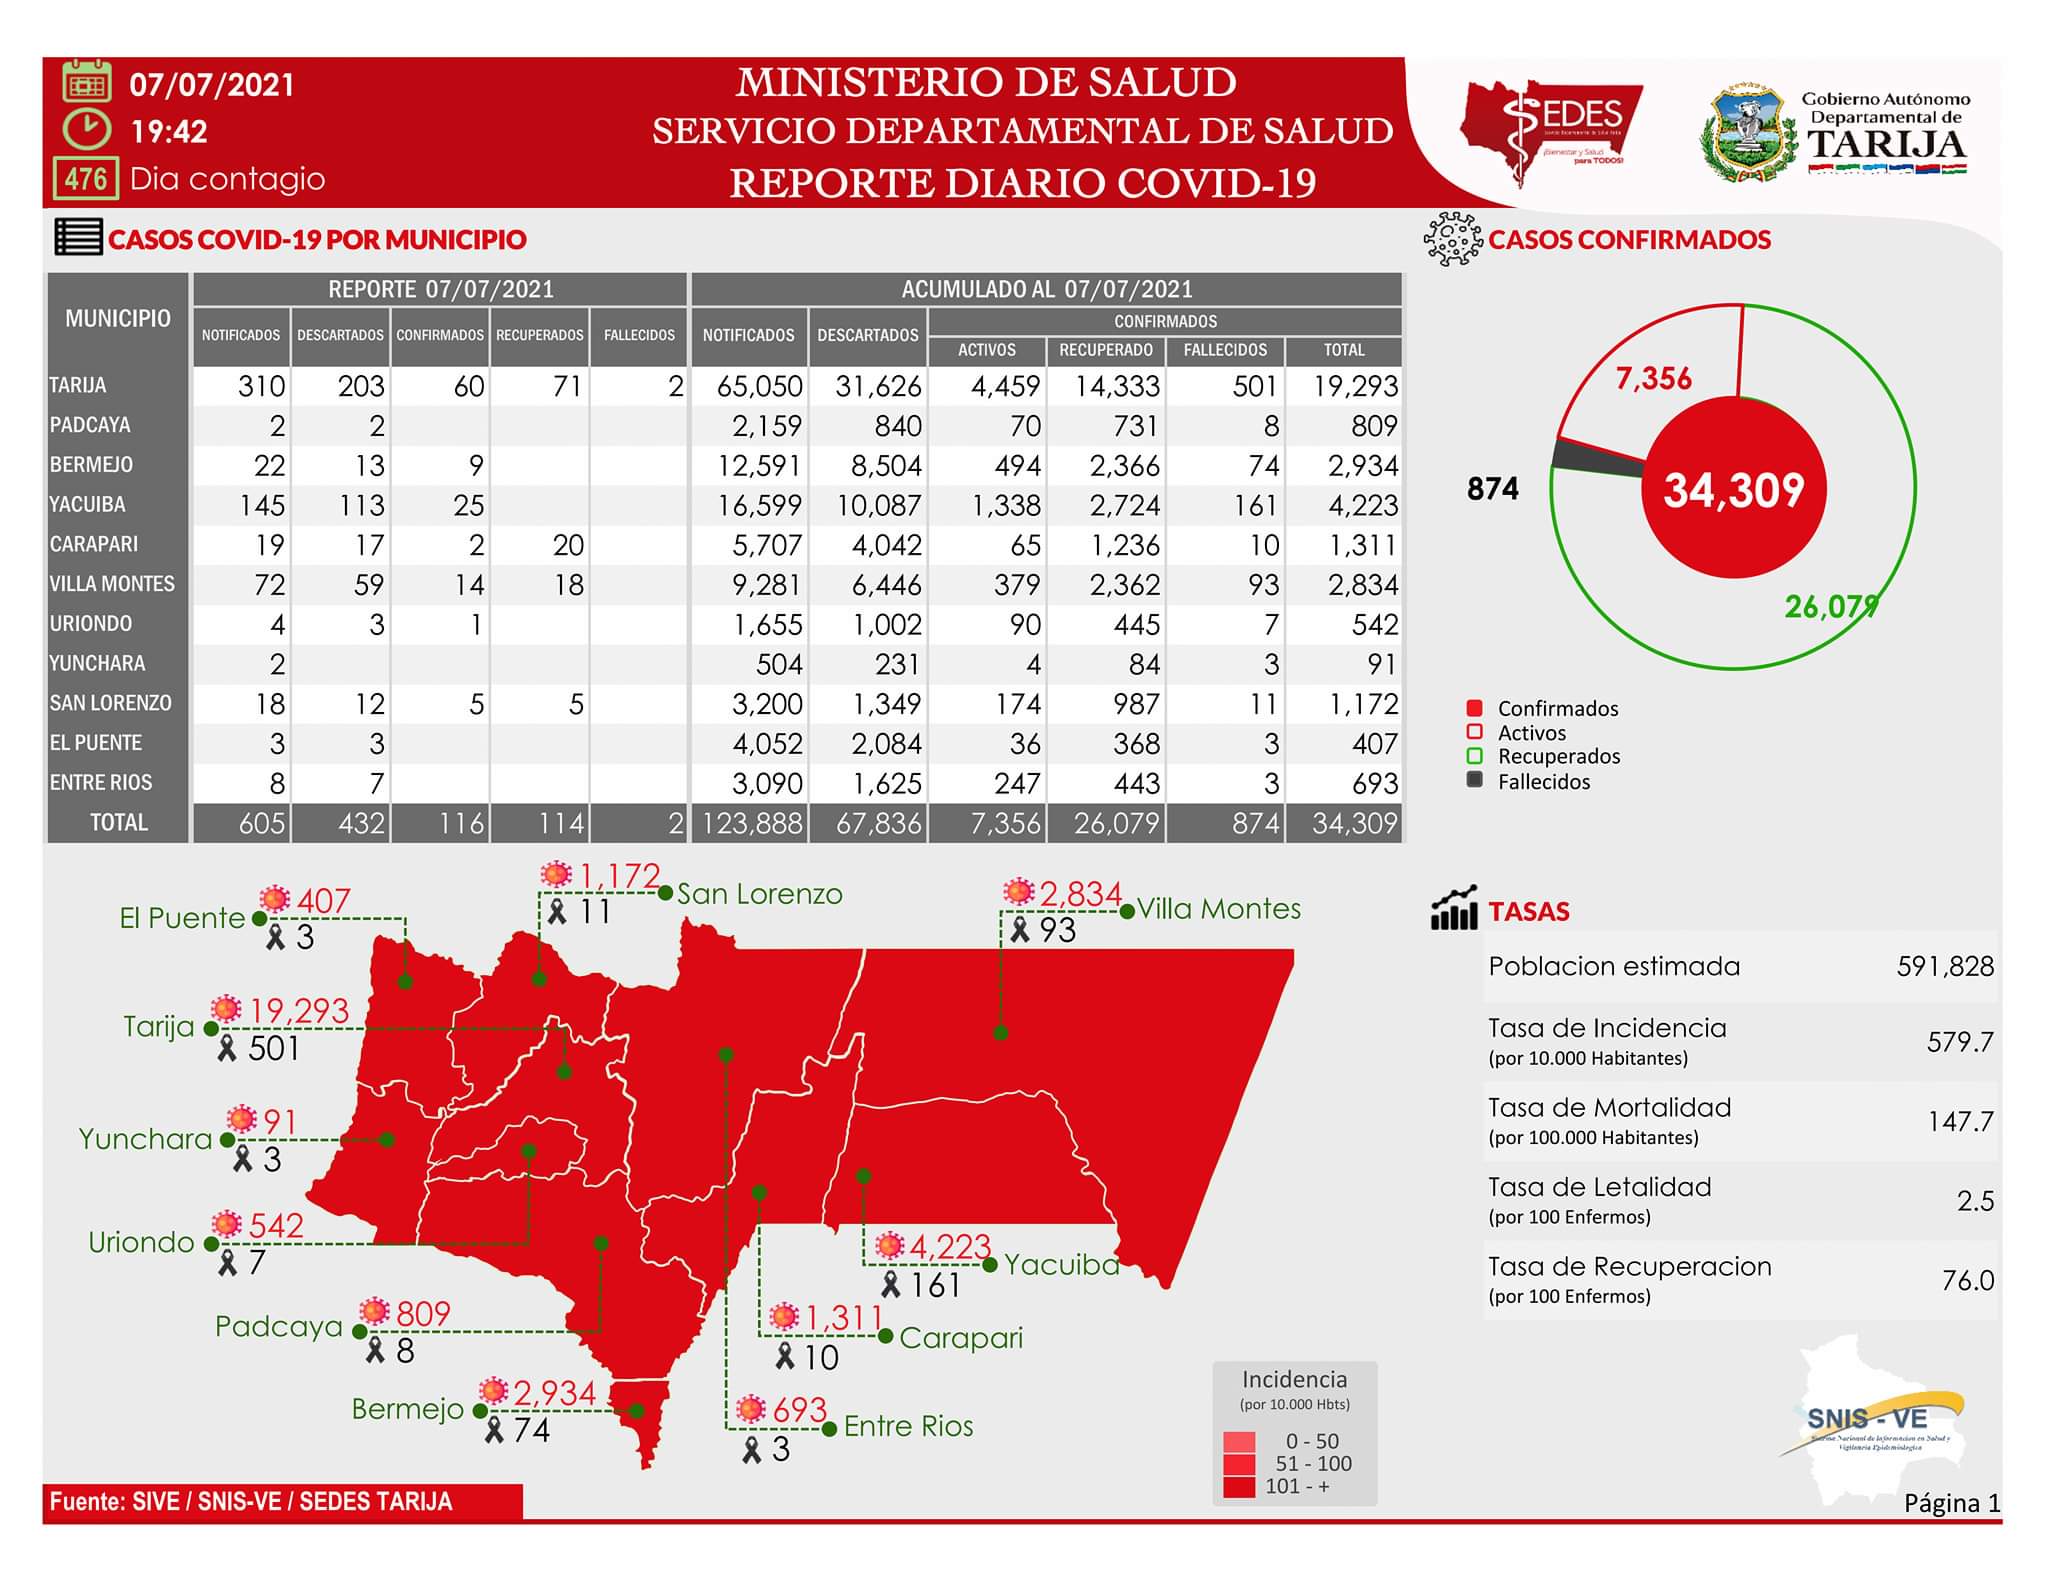 07/07/2021
19:42
476 Dia contagio
MINISTERIO DE SALUD
SERVICIO DEPARTAMENTAL DE SALUD
REPORTE DIARIO COVID-19
SEDES
¡Bienestar y Salud
para TODOS!
Gobierno Autónomo
Departamental de
TARIJA
CASOS COVID-19 POR MUNICIPIO
MUNICIPIO REPORTE 07/07/2021 ACUMULADO AL 07/07/2021
NOTIFICADOS DESCARTADOS CONFIRMADOS RECUPERADOS FALLECIDOS NOTIFICADOS DESCARTADOS CONFIRMADOS
ACTIVOS RECUPERADO FALLECIDOS TOTAL
TARIJA 310 203 60 71 2 65,050 31,626 4,459 14,333 501 19,293
PADCAYA 2 2 2,159 840 70 731 8 809
BERMEJO 22 13 9 12,591 8,504 494 2,366 74 2,934
YACUIBA 145 113 25 16,599 10,087 1,338 2,724 161 4,223
CARAPARI 19 17 2 20 5,707 4,042 65 1,236 10 1,311
VILLA MONTES 72 59 14 18 9,281 6,446 379 2,362 93 2,834
URIONDO 4 3 1 1,655 1,002 90 445 7 542
YUNCHARA 2 504 231 4 84 3 91
SAN LORENZO 18 12 5 5 3,200 1,349 174 987 11 1,172
EL PUENTE 3 3 4,052 2,084 36 368 3 407
ENTRE RIOS 8 7 3,090 1,625 247 443 3 693
TOTAL 605 432 116 114 2 123,888 67,836 7,356 26,079 874 34,309
CASOS CONFIRMADOS
7,356
874
34,309
26,079
Confirmados
Activos
Recuperados
Fallecidos
El Puente 407
3
1,172 San Lorenzo
11
2,834 Villa Montes
93
Tarija 19,293
501
Yunchara 91
3
Uriondo 542
7
Padcaya 809
8
Bermejo 2,934
74
4,223 Yacuiba
161
1,311 Carapari
10
693 Entre Rios
3
Incidencia
(por 10.000 Hbts)
0 - 50
51 - 100
101 - +
TASAS
Poblacion estimada 591,828
Tasa de Incidencia 579.7
(por 10.000 Habitantes)
Tasa de Mortalidad 147.7
(por 100.000 Habitantes)
Tasa de Letalidad 2.5
(por 100 Enfermos)
Tasa de Recuperacion 76.0
(por 100 Enfermos)
SNIS - VE
Sistema Nacional de Informacion en Salud y
Vigilancia Epidemiologica
Fuente: SIVE / SNIS-VE / SEDES TARIJA
Página 1